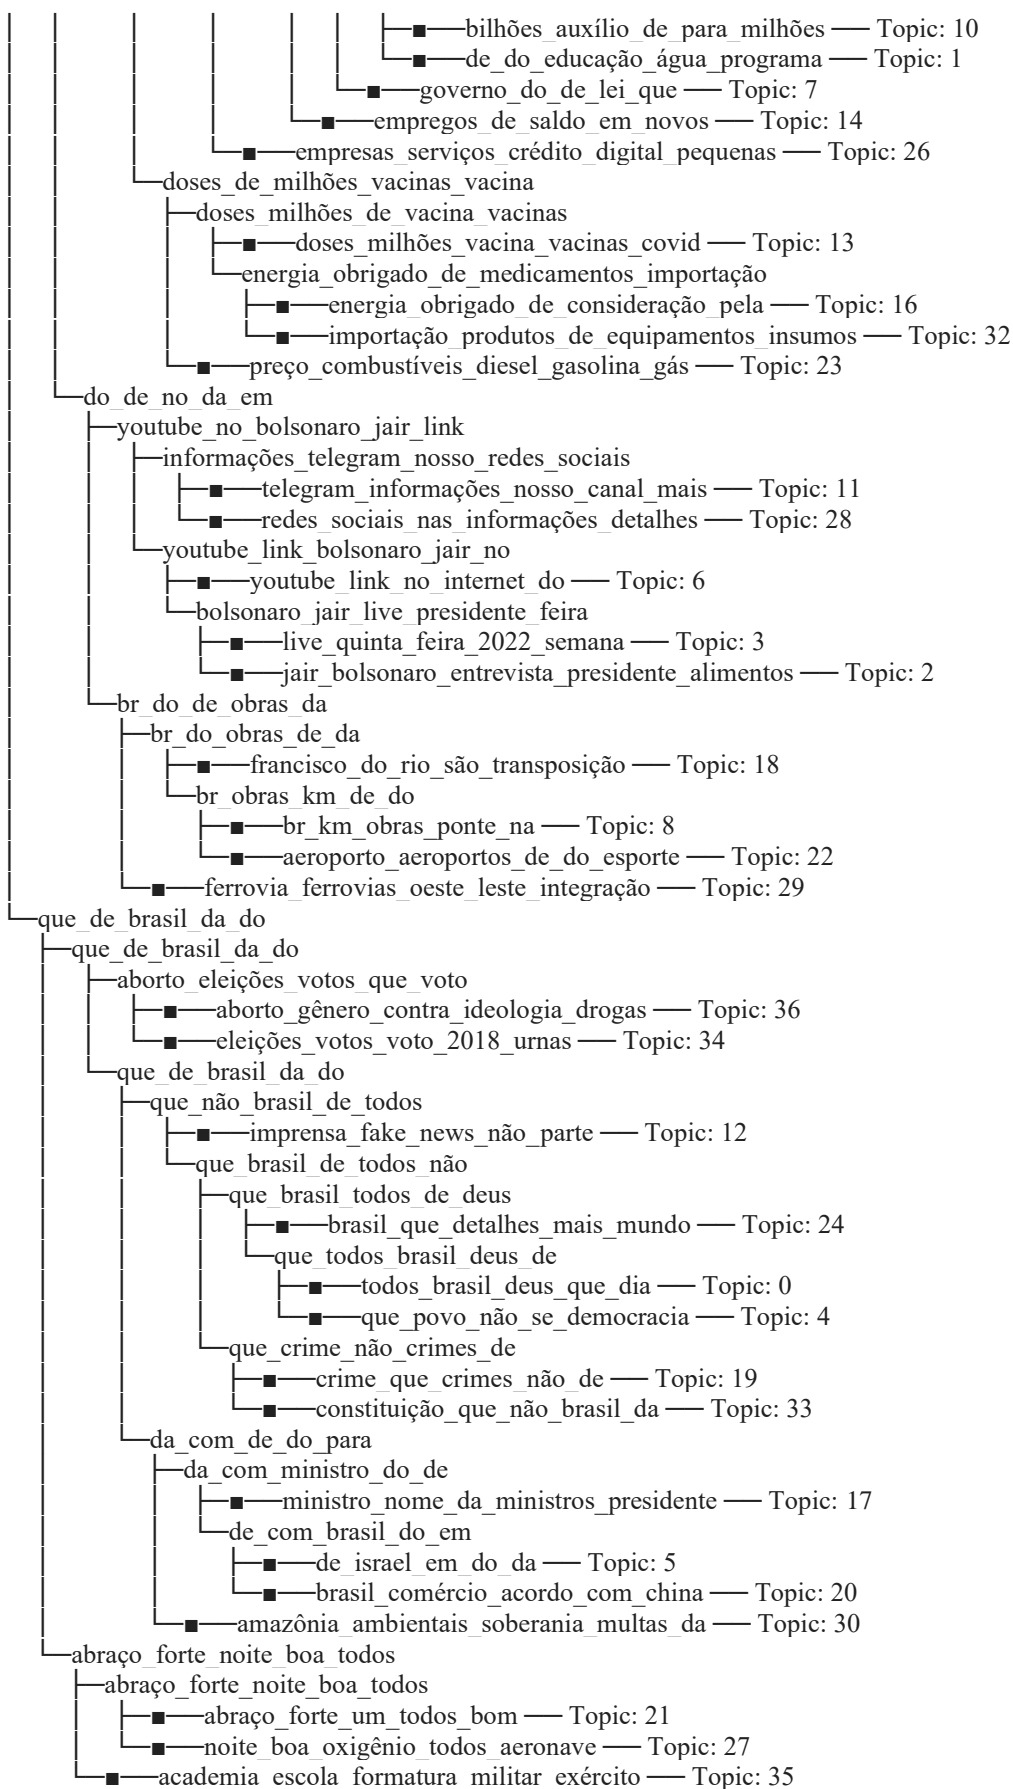 bilhões_auxílio_de_para_milhões Topic: 10
de_do_educação_água_programa Topic: 1
governo_do_de_lei_que Topic: 7
empregos_de_saldo_em_novos Topic: 14
empresas_serviços_crédito_digital_pequenas Topic: 26
doses_de_milhões_vacinas_vacina
doses_milhões_de_vacina_vacinas
doses_milhões_vacina_vacinas_covid Topic: 13
energia_obrigado_de_medicamentos_importação
energia_obrigado_de_consideração_pela Topic: 16
importação_produtos_de_equipamentos_insumos Topic: 32
preço_combustíveis_diesel_gasolina_gás Topic: 23
do_de_no_da_em
youtube_no_bolsonaro_jair_link
informações_telegram_nosso_redes_sociais
telegram_informações_nosso_canal_mais Topic: 11
redes_sociais_nas_informações_detalhes Topic: 28
youtube_link_bolsonaro_jair_no
youtube_link_no_internet_do Topic: 6
bolsonaro_jair_live_presidente_feira
live_quinta_feira_2022_semana Topic: 3
jair_bolsonaro_entrevista_presidente_alimentos Topic: 2
br_do_de_obras_da
br_do_obras_de_da
francisco_do_rio_são_transposição Topic: 18
br_obras_km_de_do
br_km_obras_ponte_na Topic: 8
aeroporto_aeroportos_de_do_esporte Topic: 22
ferrovia_ferrovias_oeste_leste_integração Topic: 29
que_de_brasil_da_do
que_de_brasil_da_do
aborto_eleições_votos_que_voto
aborto_gênero_contra_ideologia_drogas Topic: 36
eleições_votos_voto_2018_urnas Topic: 34
que_de_brasil_da_do
que_não_brasil_de_todos
imprensa_fake_news_não_parte Topic: 12
que_brasil_de_todos_não
que_brasil_todos_de_deus
brasil_que_detalhes_mais_mundo Topic: 24
que_todos_brasil_deus_de
todos_brasil_deus_que_dia Topic: 0
que_povo_não_se_democracia Topic: 4
que_crime_não_crimes_de
crime_que_crimes_não_de Topic: 19
constituição_que_não_brasil_da Topic: 33
da_com_de_do_para
da_com_ministro_do_de
ministro_nome_da_ministros_presidente Topic: 17
de_com_brasil_do_em
de_israel_em_do_da Topic: 5
brasil_comércio_acordo_com_china Topic: 20
amazônia_ambientais_soberania_multas_da Topic: 30
abraço_forte_noite_boa_todos
abraço_forte_noite_boa_todos
abraço_forte_um_todos_bom Topic: 21
noite_boa_oxigênio_todos_aeronave Topic: 27
academia_escola_formatura_militar_exército Topic: 35